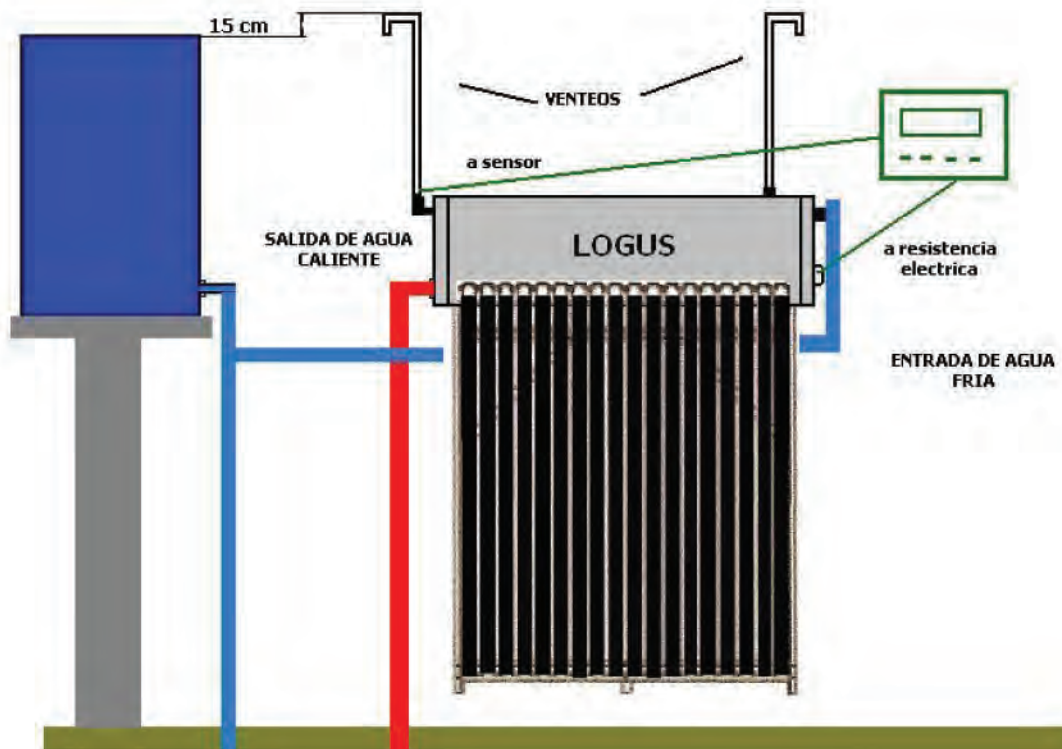 15 cm
VENTEOS
a sensor
SALIDA DE AGUA
CALIENTE
LOGUS
a resistencia
electrica
ENTRADA DE AGUA
FRIA